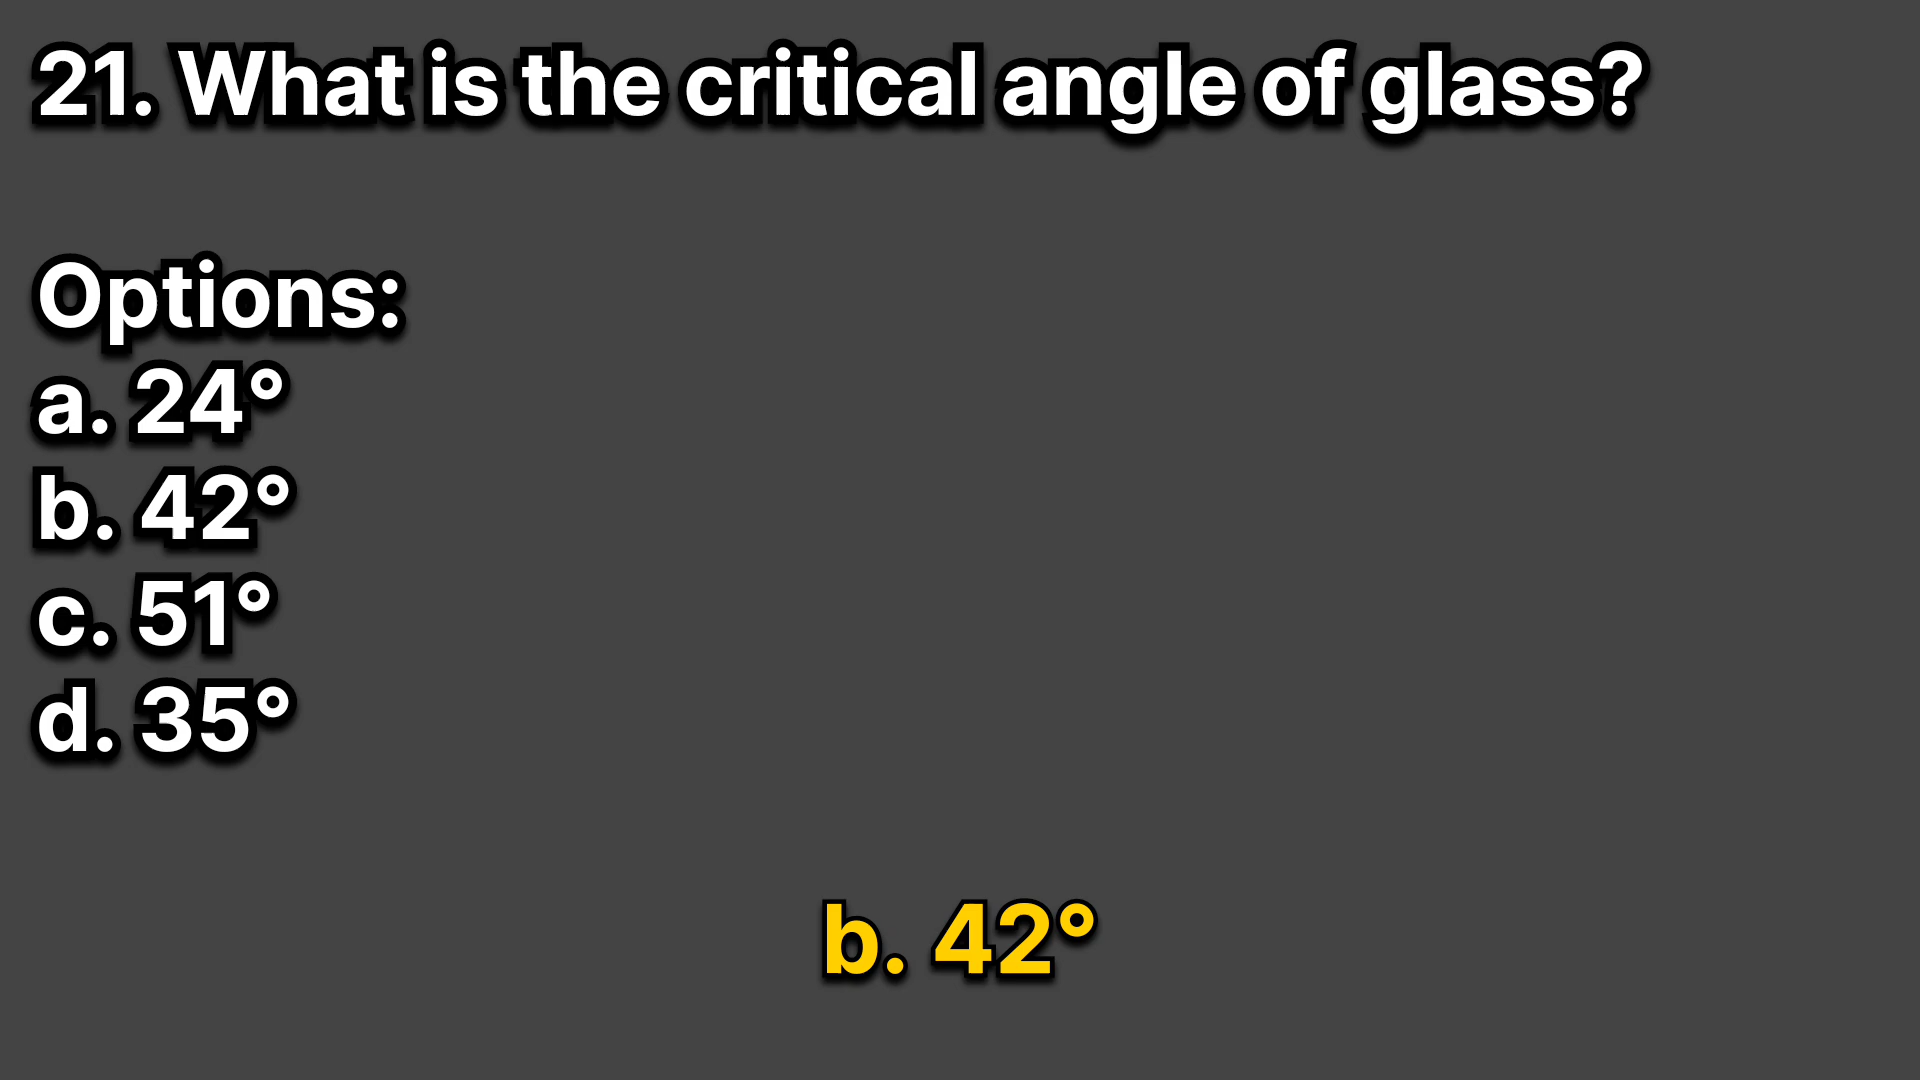 21. What is the critical angle of glass?
Options:
a. 24°
b. 42°
c. 51°
d. 35°
b. 42°